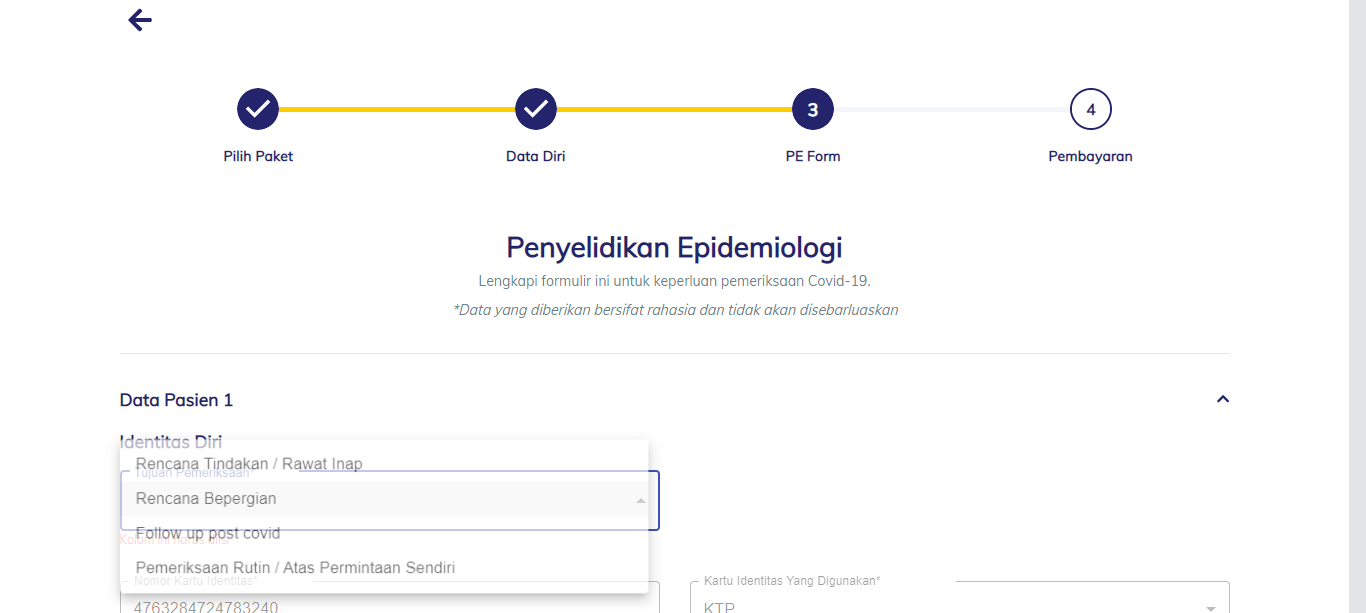 3
4
Pilih Paket
Data Diri
PE Form
Pembayaran
Penyelidikan Epidemiologi
Lengkapi formulir ini untuk keperluan pemeriksaan Covid-19.
*Data yang diberikan bersifat rahasia dan tidak akan disebarluaskan
Data Pasien 1
Identitas Diri
Rencana Tindakan / Rawat Inap
Tujuan Pemeriksaan
Rencana Bepergian
Follow up post covid
Kolom ini harus diisi
Pemeriksaan Rutin / Atas Permintaan Sendiri
Nomor Kartu Identitas*
4763284724783240
Kartu Identitas Yang Digunakan*
KTP